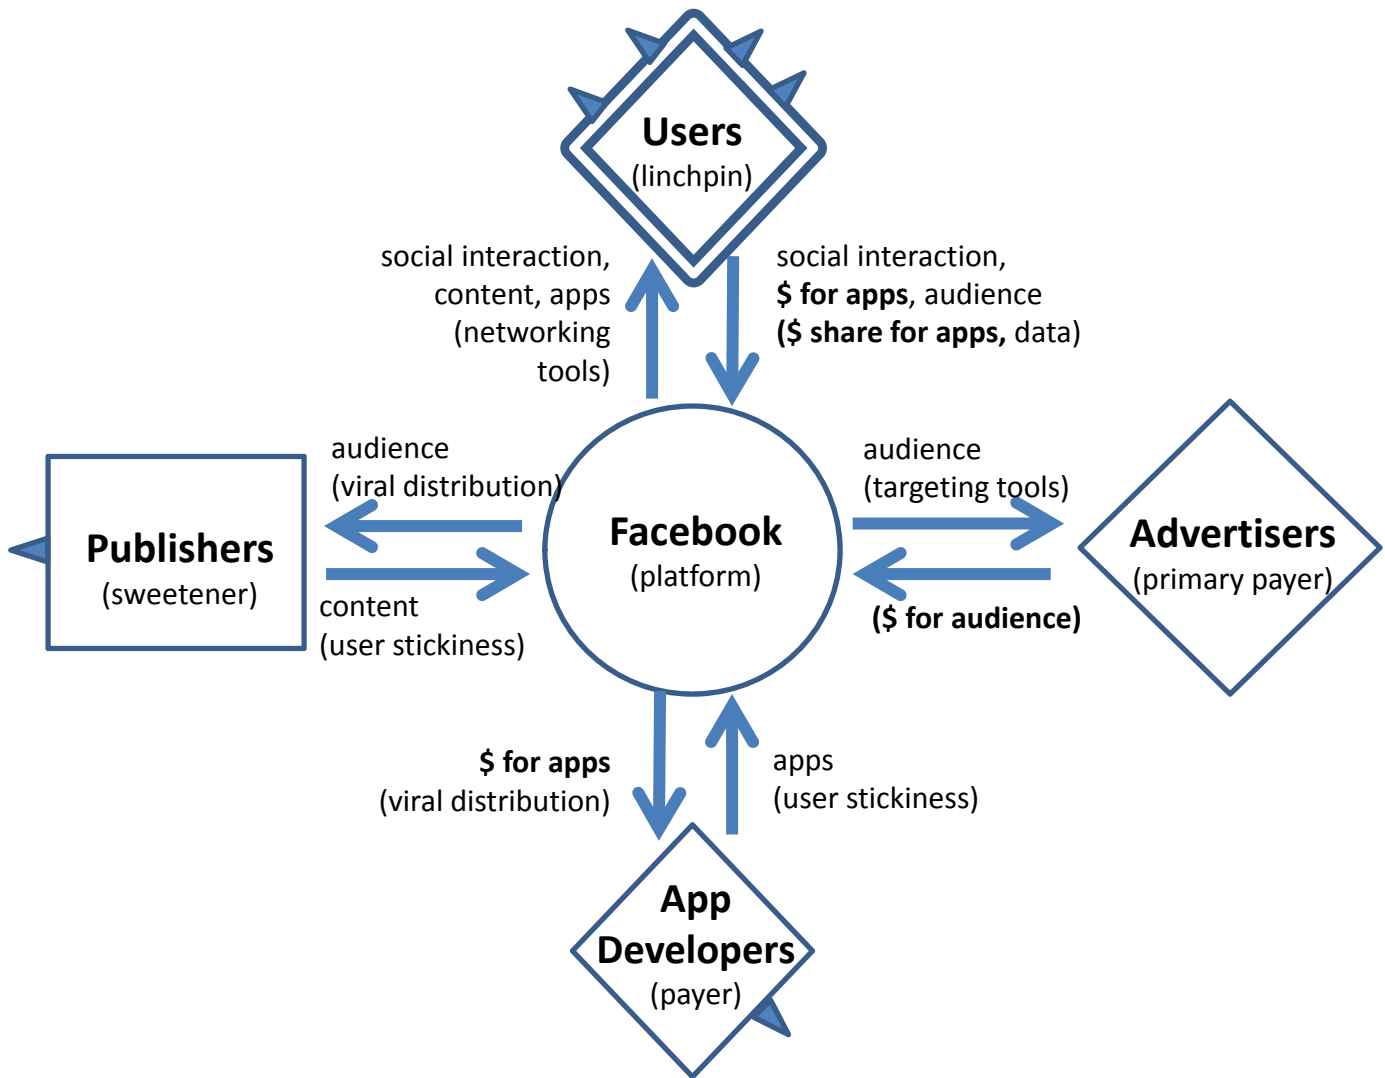 Users
(linchpin)
social interaction,
content, apps
(networking
tools)
social interaction,
$ for apps, audience
($ share for apps, data)
audience
(viral distribution)
audience
(targeting tools)
Publishers
(sweetener)
Facebook
(platform)
Advertisers
(primary payer)
content
(user stickiness)
($ for audience)
$ for apps
(viral distribution)
apps
(user stickiness)
App
Developers
(payer)